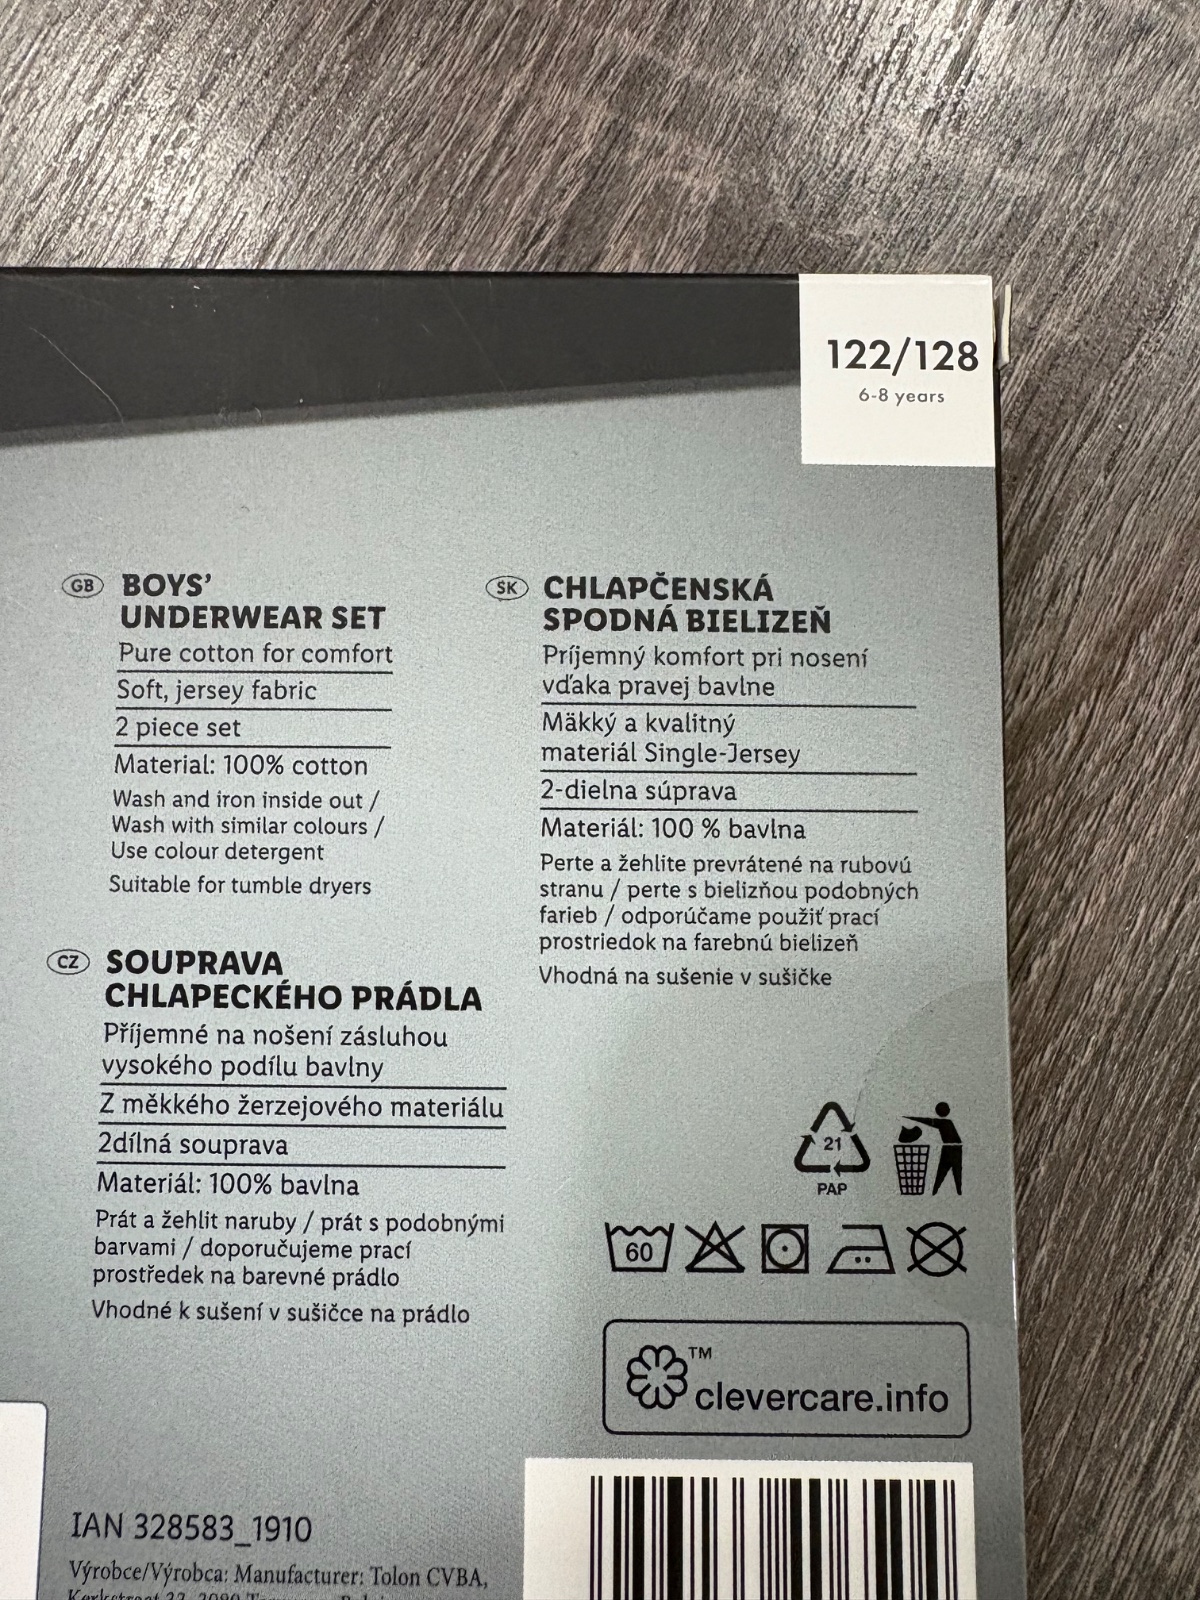 122/128
6-8 years
GB
BOYS’
UNDERWEAR SET
Pure cotton for comfort
Soft, jersey fabric
2 piece set
Material: 100% cotton
Wash and iron inside out /
Wash with similar colours /
Use colour detergent
Suitable for tumble dryers
CZ
SOUPRAVA
CHLAPECKÉHO PRÁDLA
Příjemné na nošení zásluhou
vysokého podílu bavlny
Z měkkého žerzejového materiálu
2dílná souprava
Materiál: 100% bavlna
Prát a žehlit naruby / prát s podobnými
barvami / doporučujeme prací
prostředek na barevné prádlo
Vhodné k sušení v sušičce na prádlo
SK
CHLAPČENSKÁ
SPODNÁ BIELIZEŇ
Príjemný komfort pri nosení
vďaka pravej bavlne
Mäkký a kvalitný
materiál Single-Jersey
2-dielna súprava
Materiál: 100 % bavlna
Perte a žehlite prevrátené na rubovú
stranu / perte s bielizňou podobných
farieb / odporúčame použiť prací
prostriedok na farebnú bielizeň
Vhodná na sušenie v sušičke
21
PAP
60
TM
clevercare.info
IAN 328583_1910
Výrobce/Výrobca: Manufacturer: Tolon CVBA,